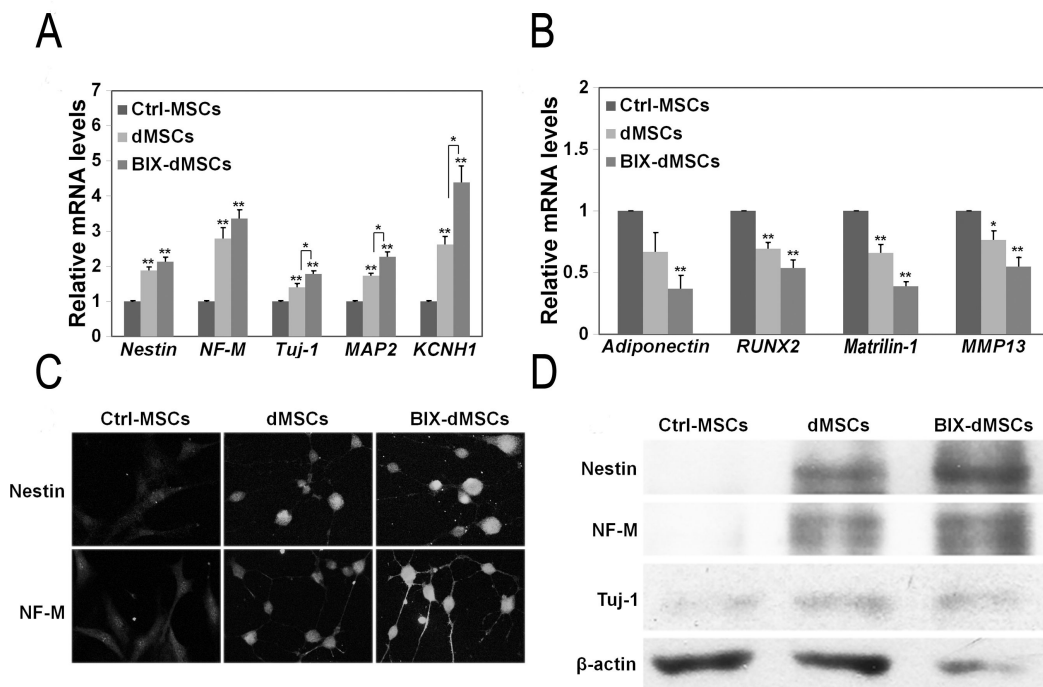 A
Relative mRNA levels
7
6
5
4
3
2
1
0
Ctrl-MSCs
dMSCs
BIX-dMSCs
** ** ** ** ** * ** ** * ** ** * **
Nestin NF-M Tuj-1 MAP2 KCNH1
B
Relative mRNA levels
2
1.5
1
0.5
0
Ctrl-MSCs
dMSCs
BIX-dMSCs
** ** ** ** ** * **
Adiponectin RUNX2 Matrilin-1 MMP13
C
Ctrl-MSCs dMSCs BIX-dMSCs
Nestin
NF-M
D
Ctrl-MSCs dMSCs BIX-dMSCs
Nestin
NF-M
Tuj-1
β-actin